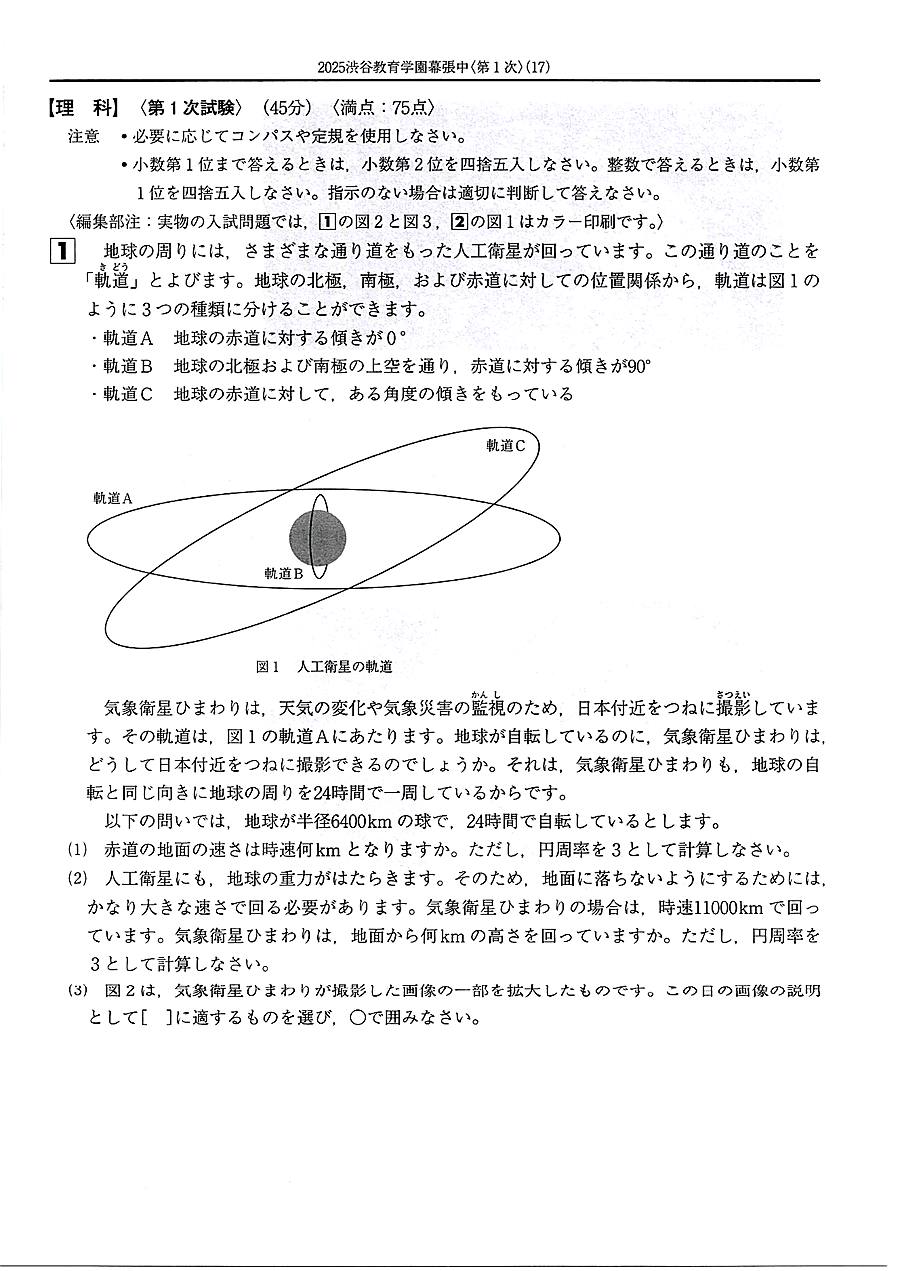 2025渋谷教育学園幕張中〈第1次〉(17)
【理 科】〈第1次試験〉(45分)〈満点:75点〉
注意 ・必要に応じてコンパスや定規を使用しなさい。
・小数第1位まで答えるときは,小数第2位を四捨五入しなさい。整数で答えるときは,小数第
1位を四捨五入しなさい。指示のない場合は適切に判断して答えなさい。
〈編集部注:実物の入試問題では,1の図2と図3,2の図1はカラー印刷です。〉
1 地球の周りには,さまざまな通り道をもった人工衛星が回っています。この通り道のことを
きどう
「軌道」とよびます。地球の北極,南極,および赤道に対しての位置関係から,軌道は図1の
ように3つの種類に分けることができます。
・軌道A 地球の赤道に対する傾きが0°
・軌道B 地球の北極および南極の上空を通り,赤道に対する傾きが90°
・軌道C 地球の赤道に対して,ある角度の傾きをもっている
軌道C
軌道A
軌道B
図1 人工衛星の軌道
かんし さつえい
気象衛星ひまわりは,天気の変化や気象災害の監視のため,日本付近をつねに撮影していま
す。その軌道は,図1の軌道Aにあたります。地球が自転しているのに,気象衛星ひまわりは,
どうして日本付近をつねに撮影できるのでしょうか。それは,気象衛星ひまわりも,地球の自
転と同じ向きに地球の周りを24時間で一周しているからです。
以下の問いでは,地球が半径6400kmの球で,24時間で自転しているとします。
(1) 赤道の地面の速さは時速何kmとなりますか。ただし,円周率を3として計算しなさい。
(2) 人工衛星にも,地球の重力がはたらきます。そのため,地面に落ちないようにするためには,
かなり大きな速さで回る必要があります。気象衛星ひまわりの場合は,時速11000kmで回っ
ています。気象衛星ひまわりは,地面から何kmの高さを回っていますか。ただし,円周率を
3として計算しなさい。
(3) 図2は,気象衛星ひまわりが撮影した画像の一部を拡大したものです。この日の画像の説明
として[ ]に適するものを選び,○で囲みなさい。